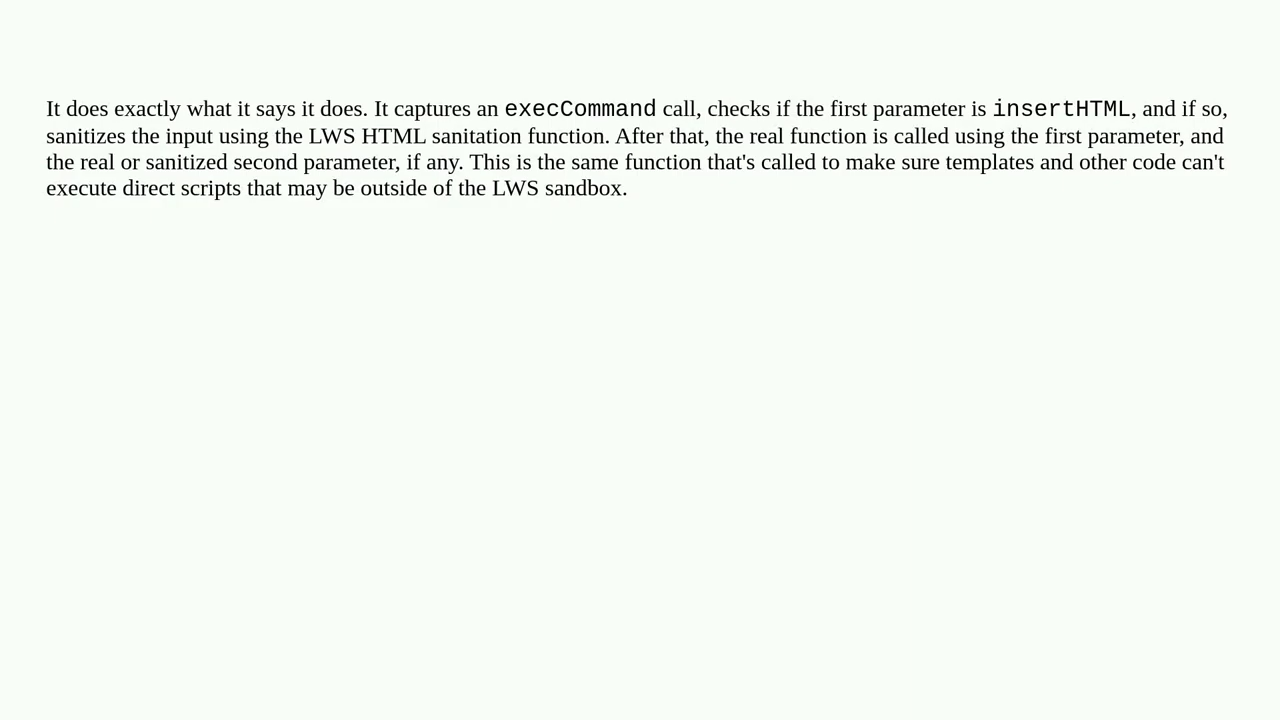 It does exactly what it says it does. It captures an execCommand call, checks if the first parameter is insertHTML, and if so,
sanitizes the input using the LWS HTML sanitation function. After that, the real function is called using the first parameter, and
the real or sanitized second parameter, if any. This is the same function that's called to make sure templates and other code can't
execute direct scripts that may be outside of the LWS sandbox.